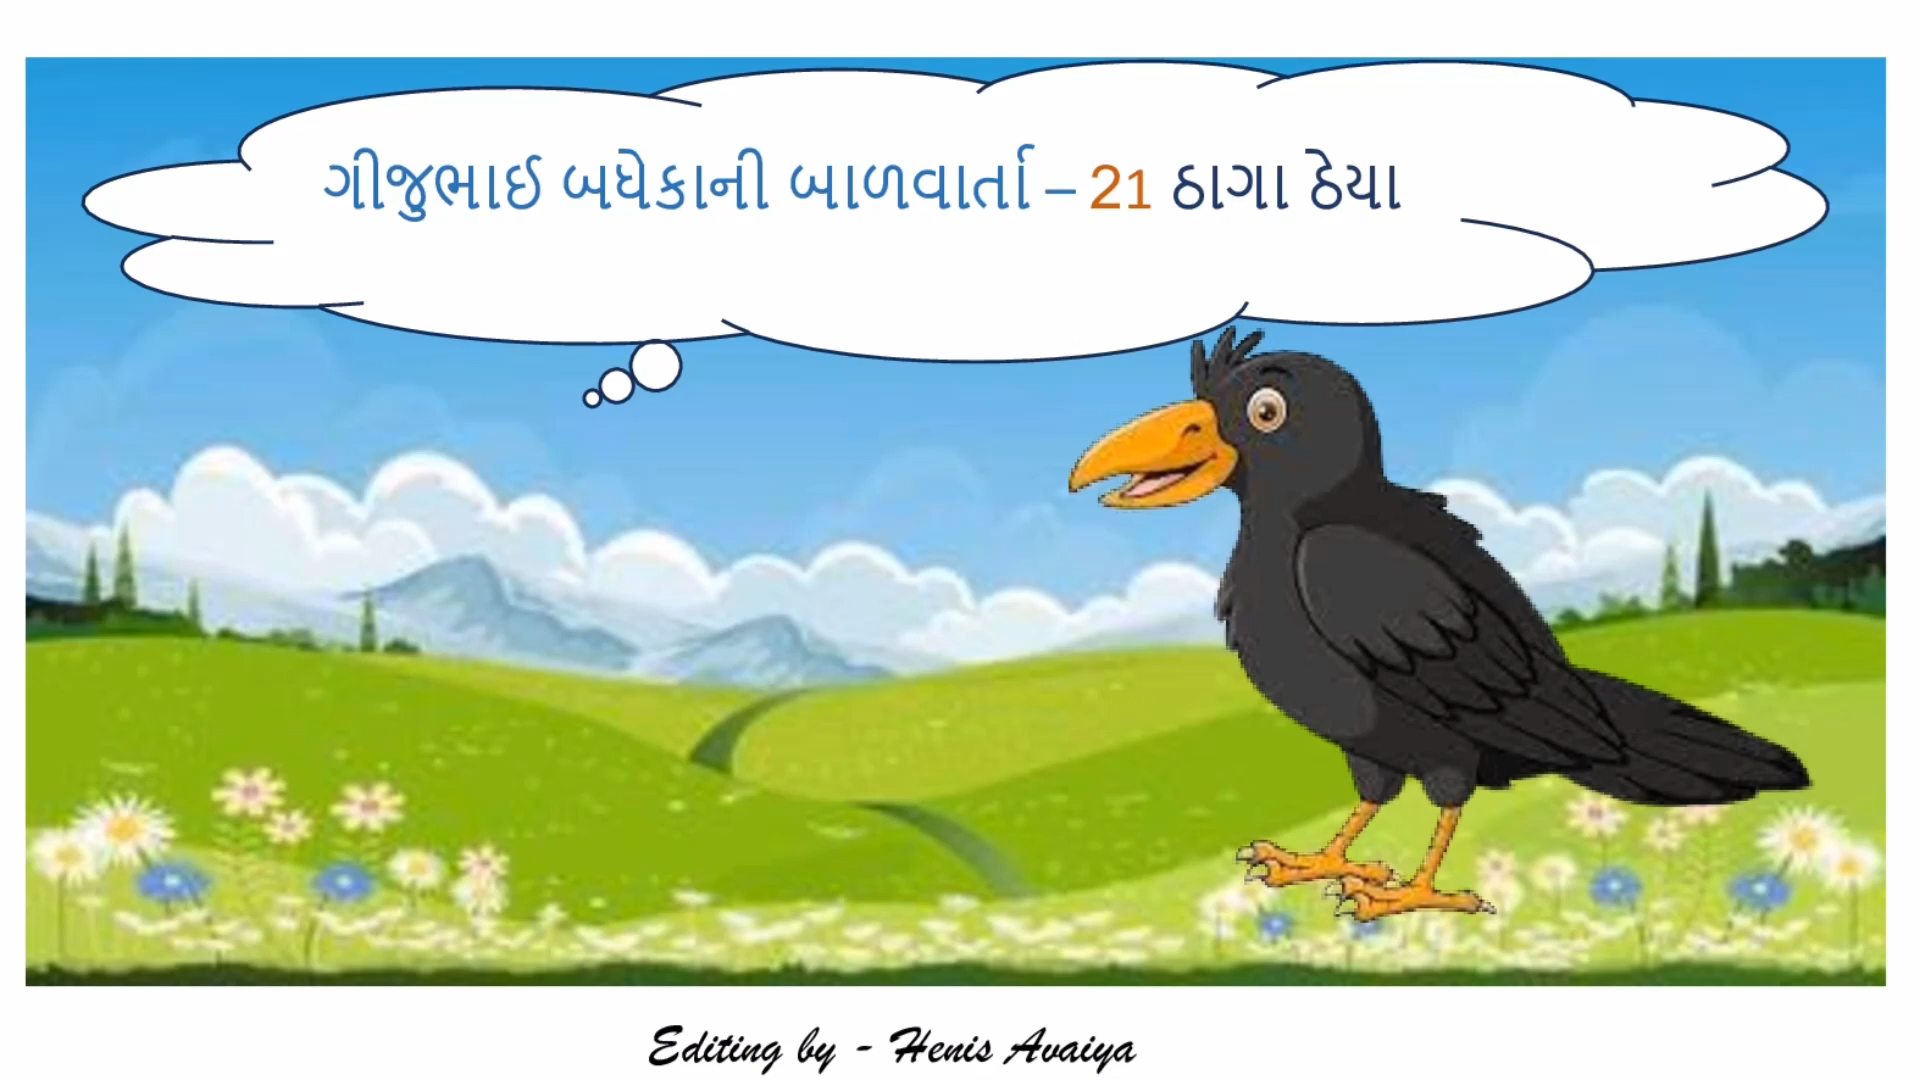 ગીજુભાઈ બધેકાની બાળવાર્તા – 21 ઠાગા ઠેયા
Editing by - Henis Avaiya